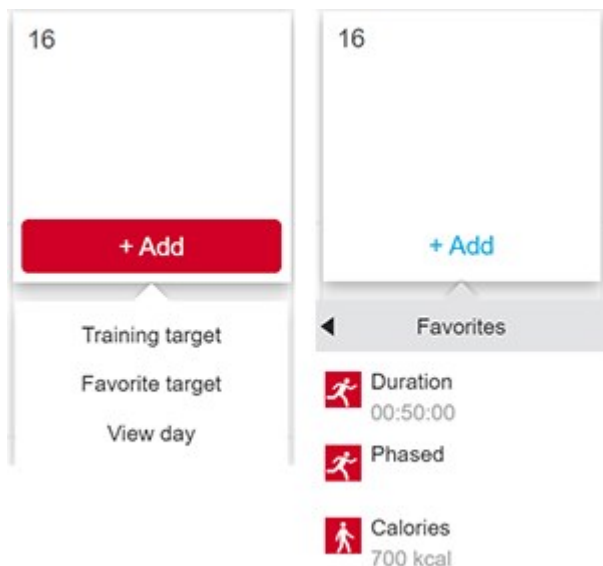 16
+ Add
Training target
Favorite target
View day
16
+ Add
Favorites
Duration
00:50:00
Phased
Calories
700 kcal